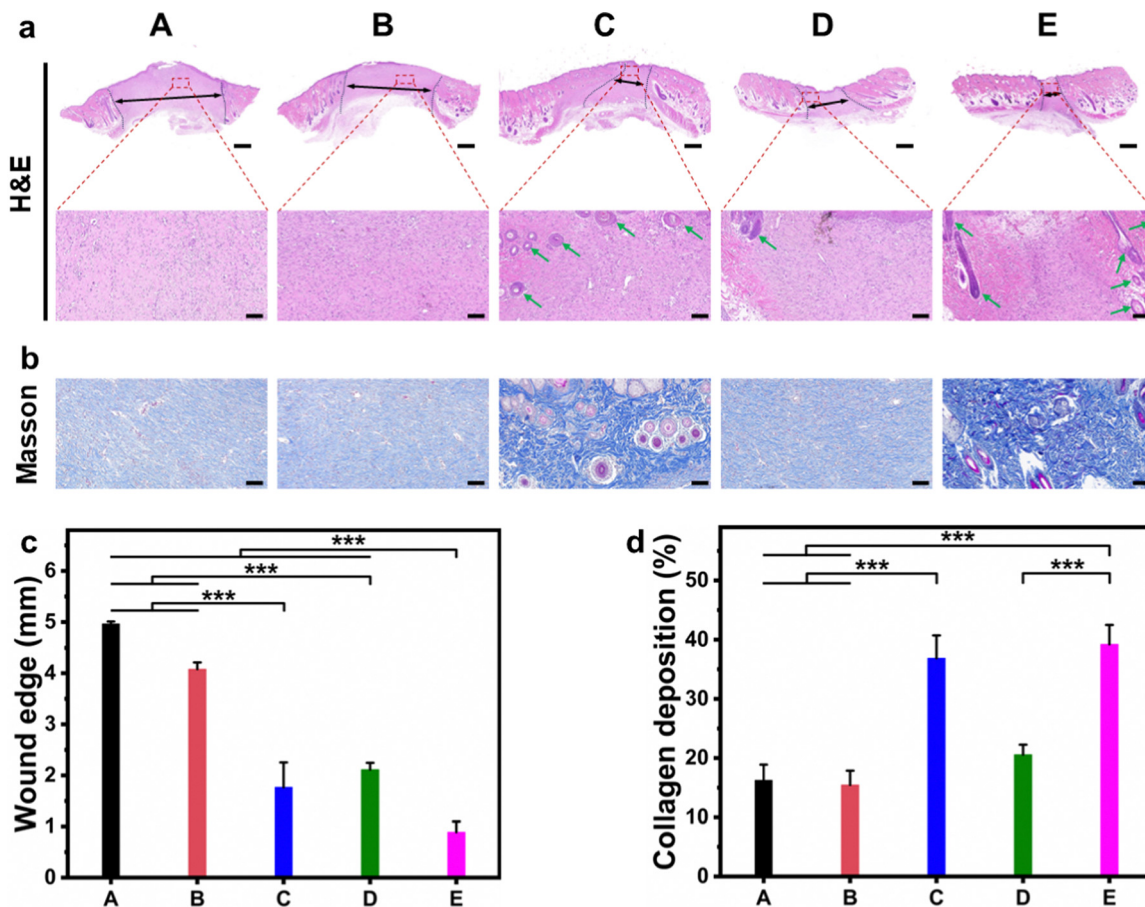 a
A B C D E
H&E
b
Masson
c
Wound edge (mm)
6
5
4
3
2
1
0
***
***
***
A B C D E
d
Collagen deposition (%)
50
40
30
20
10
0
***
***
***
A B C D E